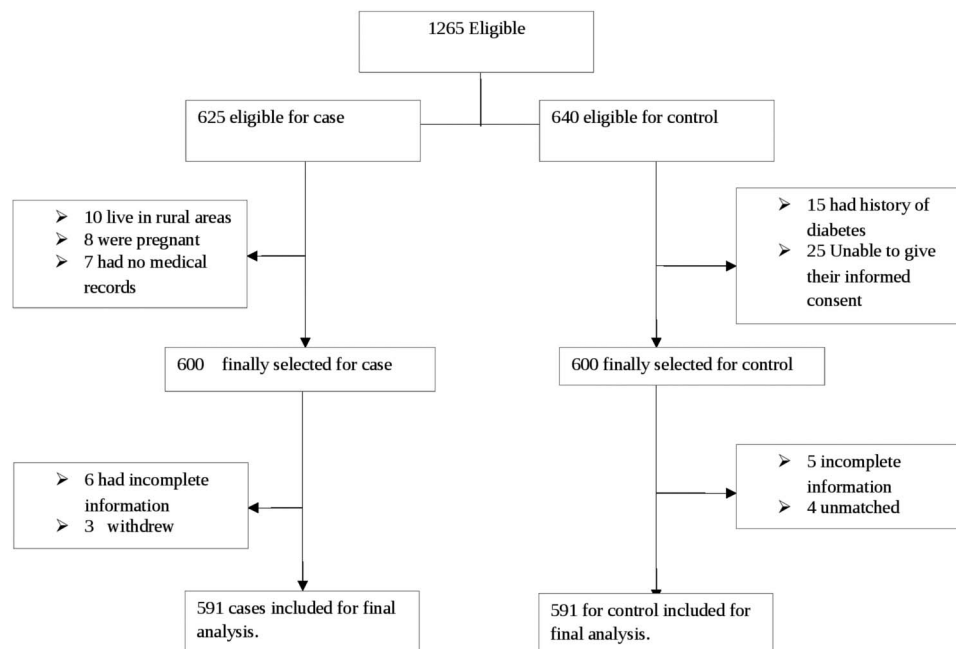 1265 Eligible
625 eligible for case
640 eligible for control
➢ 10 live in rural areas
➢ 8 were pregnant
➢ 7 had no medical
records
➢ 15 had history of
diabetes
➢ 25 Unable to give
their informed
consent
600 finally selected for case
600 finally selected for control
➢ 6 had incomplete
information
➢ 3 withdrew
➢ 5 incomplete
information
➢ 4 unmatched
591 cases included for final
analysis.
591 for control included for
final analysis.